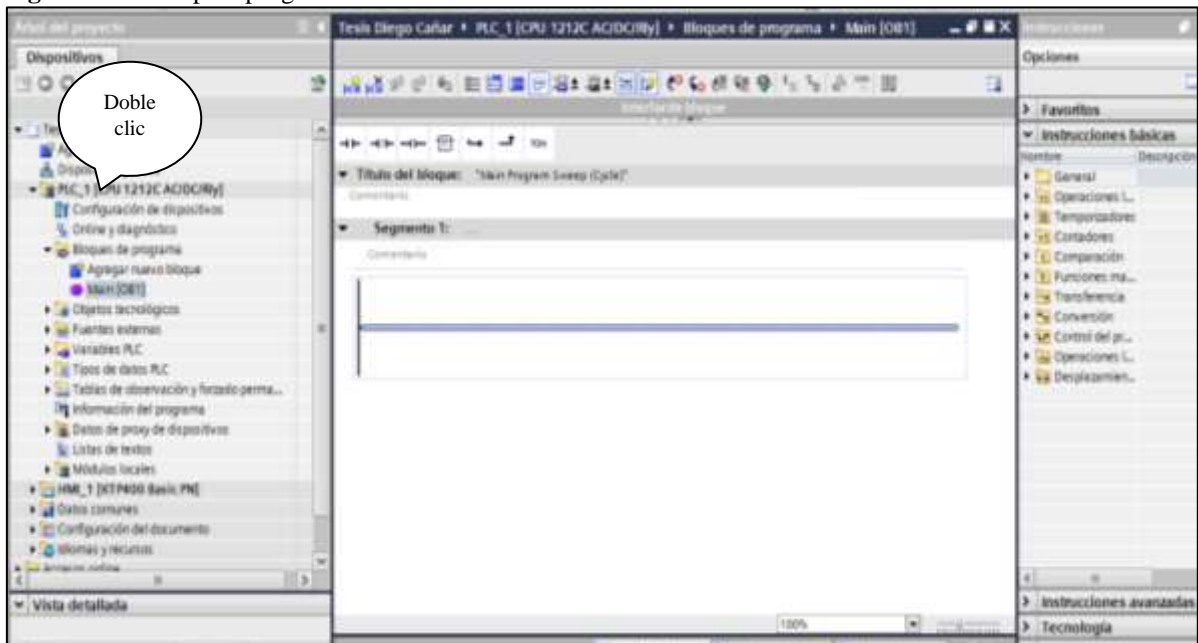 Árbol del proyecto
Dispositivos
Doble
clic
PLC_1 [CPU 1212C AC/DC/Rly]
Configuración de dispositivos
Online y diagnóstico
Bloques de programa
Agregar nuevo bloque
Main [OB1]
Objetos tecnológicos
Fuentes externas
Variables PLC
Tipos de datos PLC
Tablas de observación y forzado perma...
Información del programa
Datos de proxy de dispositivos
Listas de textos
Módulos locales
HMI_1 [KTP400 Basic PN]
Datos comunes
Configuración del documento
Idiomas y recursos
Accesos online
Vista detallada
Tesis Diego Cañar PLC_1 [CPU 1212C AC/DC/Rly] Bloques de programa Main [OB1]
Interfaz de bloque
Título del bloque: "Main Program Sweep (Cycle)"
Comentario
Segmento 1: ...
Comentario
100%
Instrucciones
Opciones
Favoritos
Instrucciones básicas
Nombre Descripción
General
Operaciones l...
Temporizadores
Contadores
Comparación
Funciones ma...
Transferencia
Conversión
Control del pr...
Operaciones l...
Desplazamien...
Instrucciones avanzadas
Tecnología